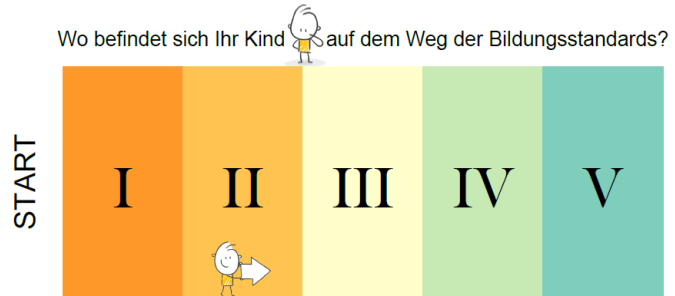 Wo befindet sich Ihr Kind auf dem Weg der Bildungsstandards?
START
I II III IV V